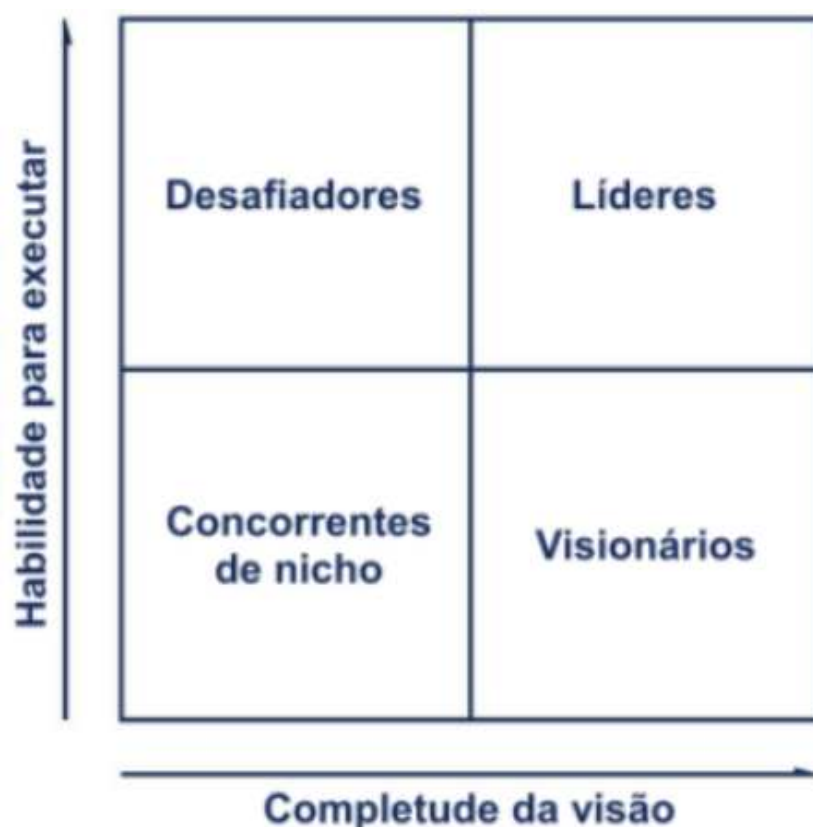 Habilidade para executar
Desafiadores
Líderes
Concorrentes
de nicho
Visionários
Completude da visão